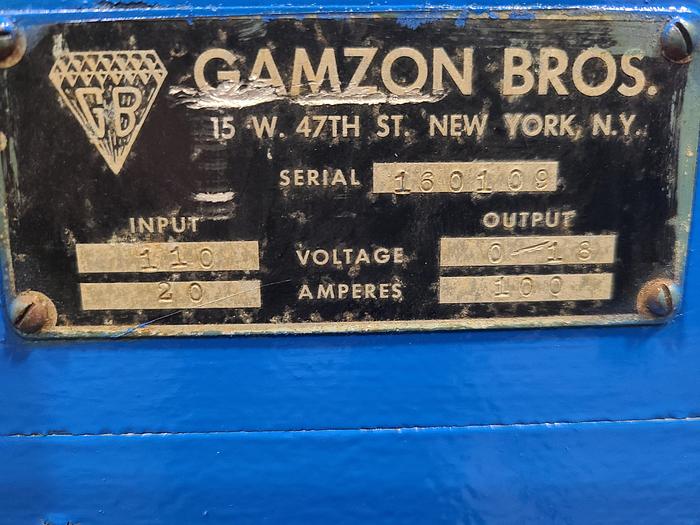 GB
GAMZON BROS.
15 W. 47TH ST. NEW YORK, N.Y.
SERIAL 160109
INPUT OUTPUT
110 VOLTAGE 0-18
20 AMPERES 100